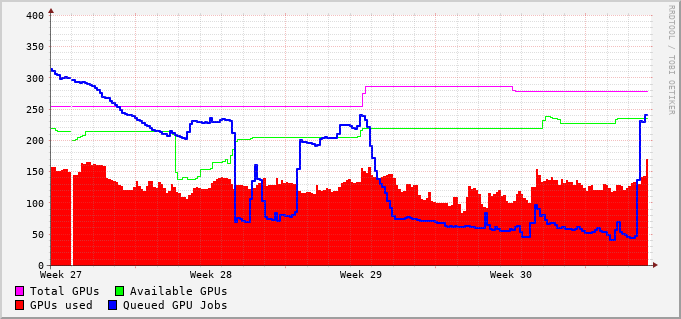 400
350
300
250
200
150
100
50
0
Week 27 Week 28 Week 29 Week 30
Total GPUs Available GPUs
GPUs used Queued GPU Jobs
RRDTOOL / TOBI OETIKER